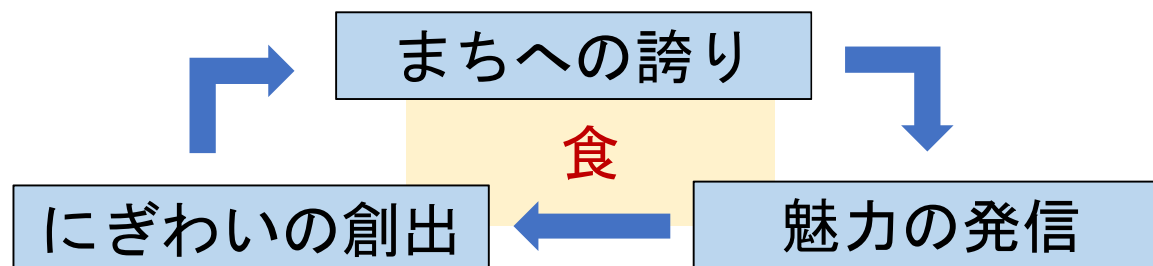 まちへの誇り
食
にぎわいの創出
魅力の発信